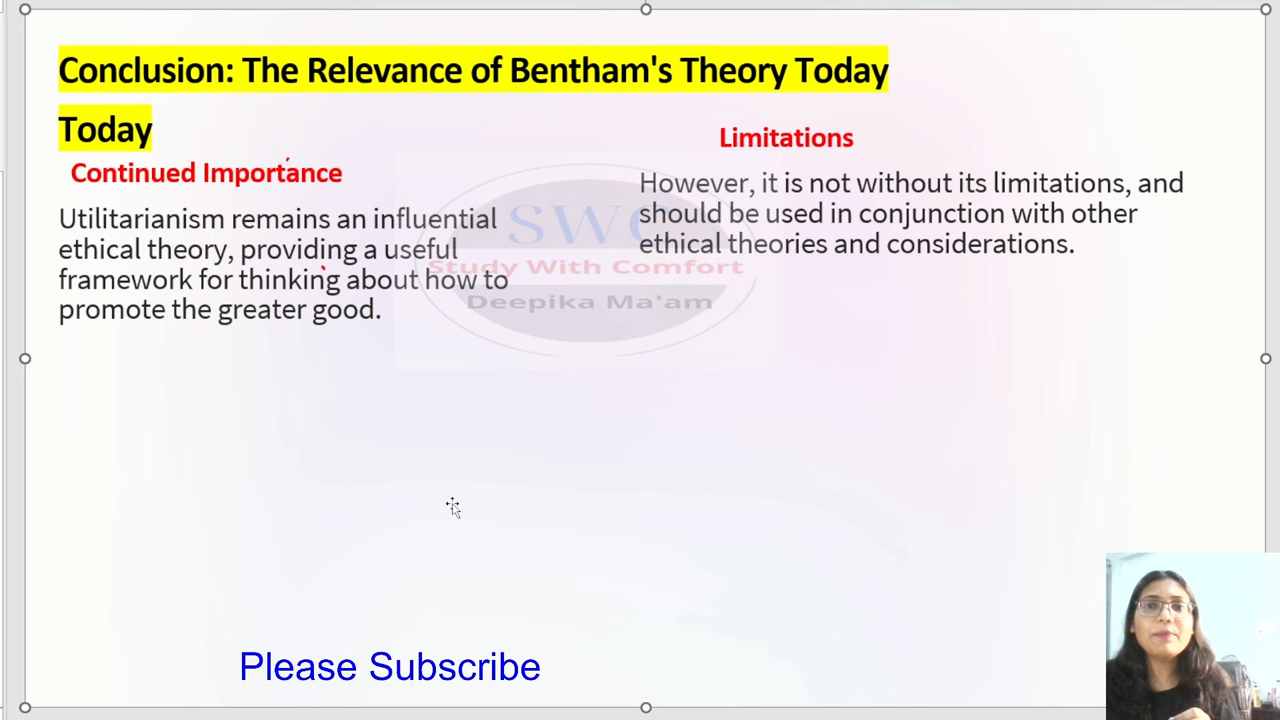 Conclusion: The Relevance of Bentham's Theory Today
Today
Continued Importance
Utilitarianism remains an influential
ethical theory, providing a useful
framework for thinking about how to
promote the greater good.
Limitations
However, it is not without its limitations, and
should be used in conjunction with other
ethical theories and considerations.
SWC
Study With Comfort
Deepika Ma'am
Please Subscribe